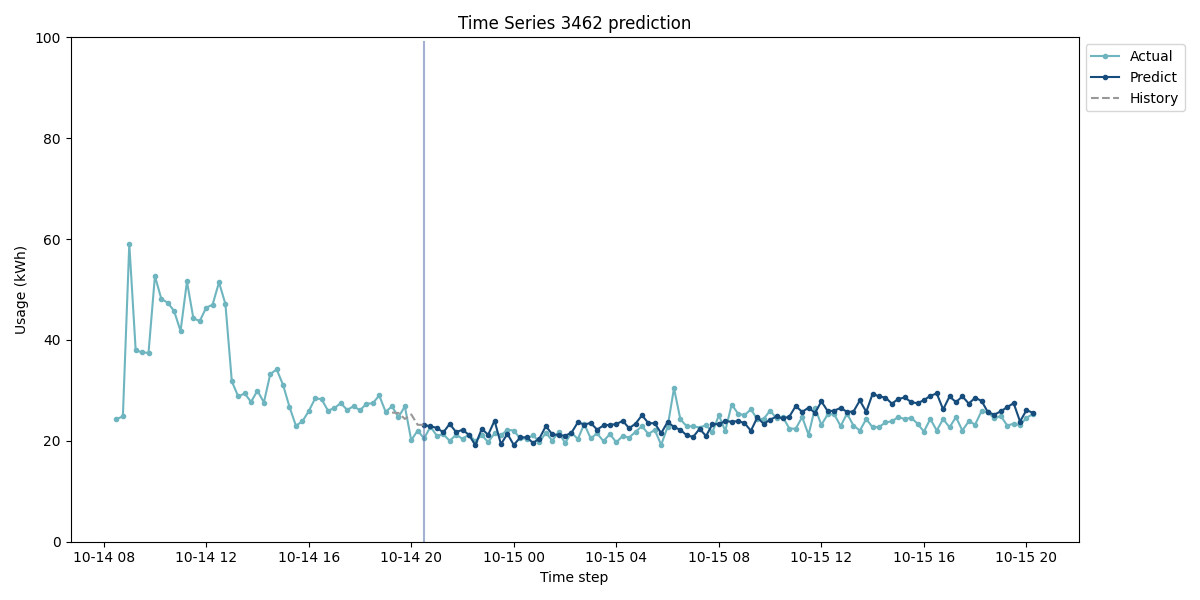 Time Series 3462 prediction
Usage (kWh)
100
80
60
40
20
0
10-14 08
10-14 12
10-14 16
10-14 20
10-15 00
10-15 04
10-15 08
10-15 12
10-15 16
10-15 20
Time step
Actual
Predict
History